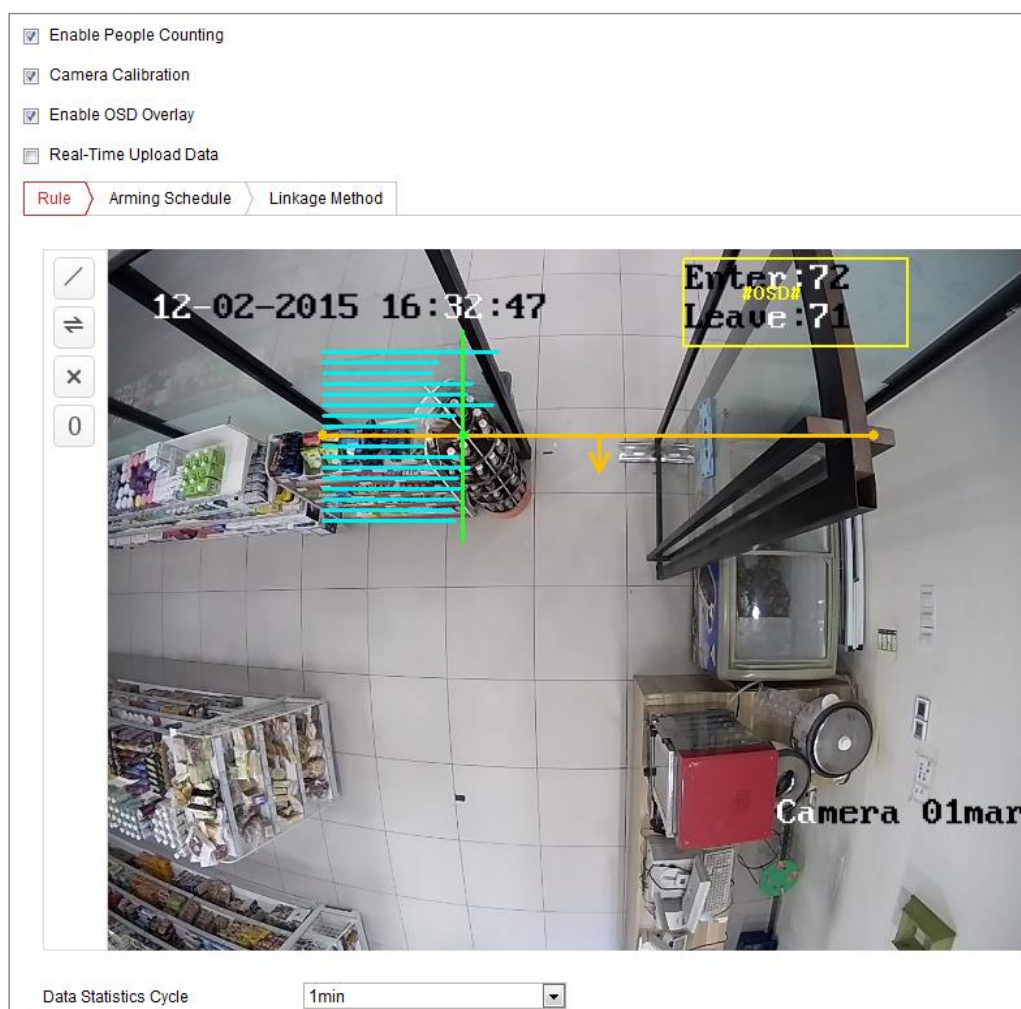 Enable People Counting
Camera Calibration
Enable OSD Overlay
Real-Time Upload Data
Rule Arming Schedule Linkage Method
0
Enter:72
#OSD#
12-02-2015 16:32:47
Leave:71
Camera 01mar
Data Statistics Cycle 1min